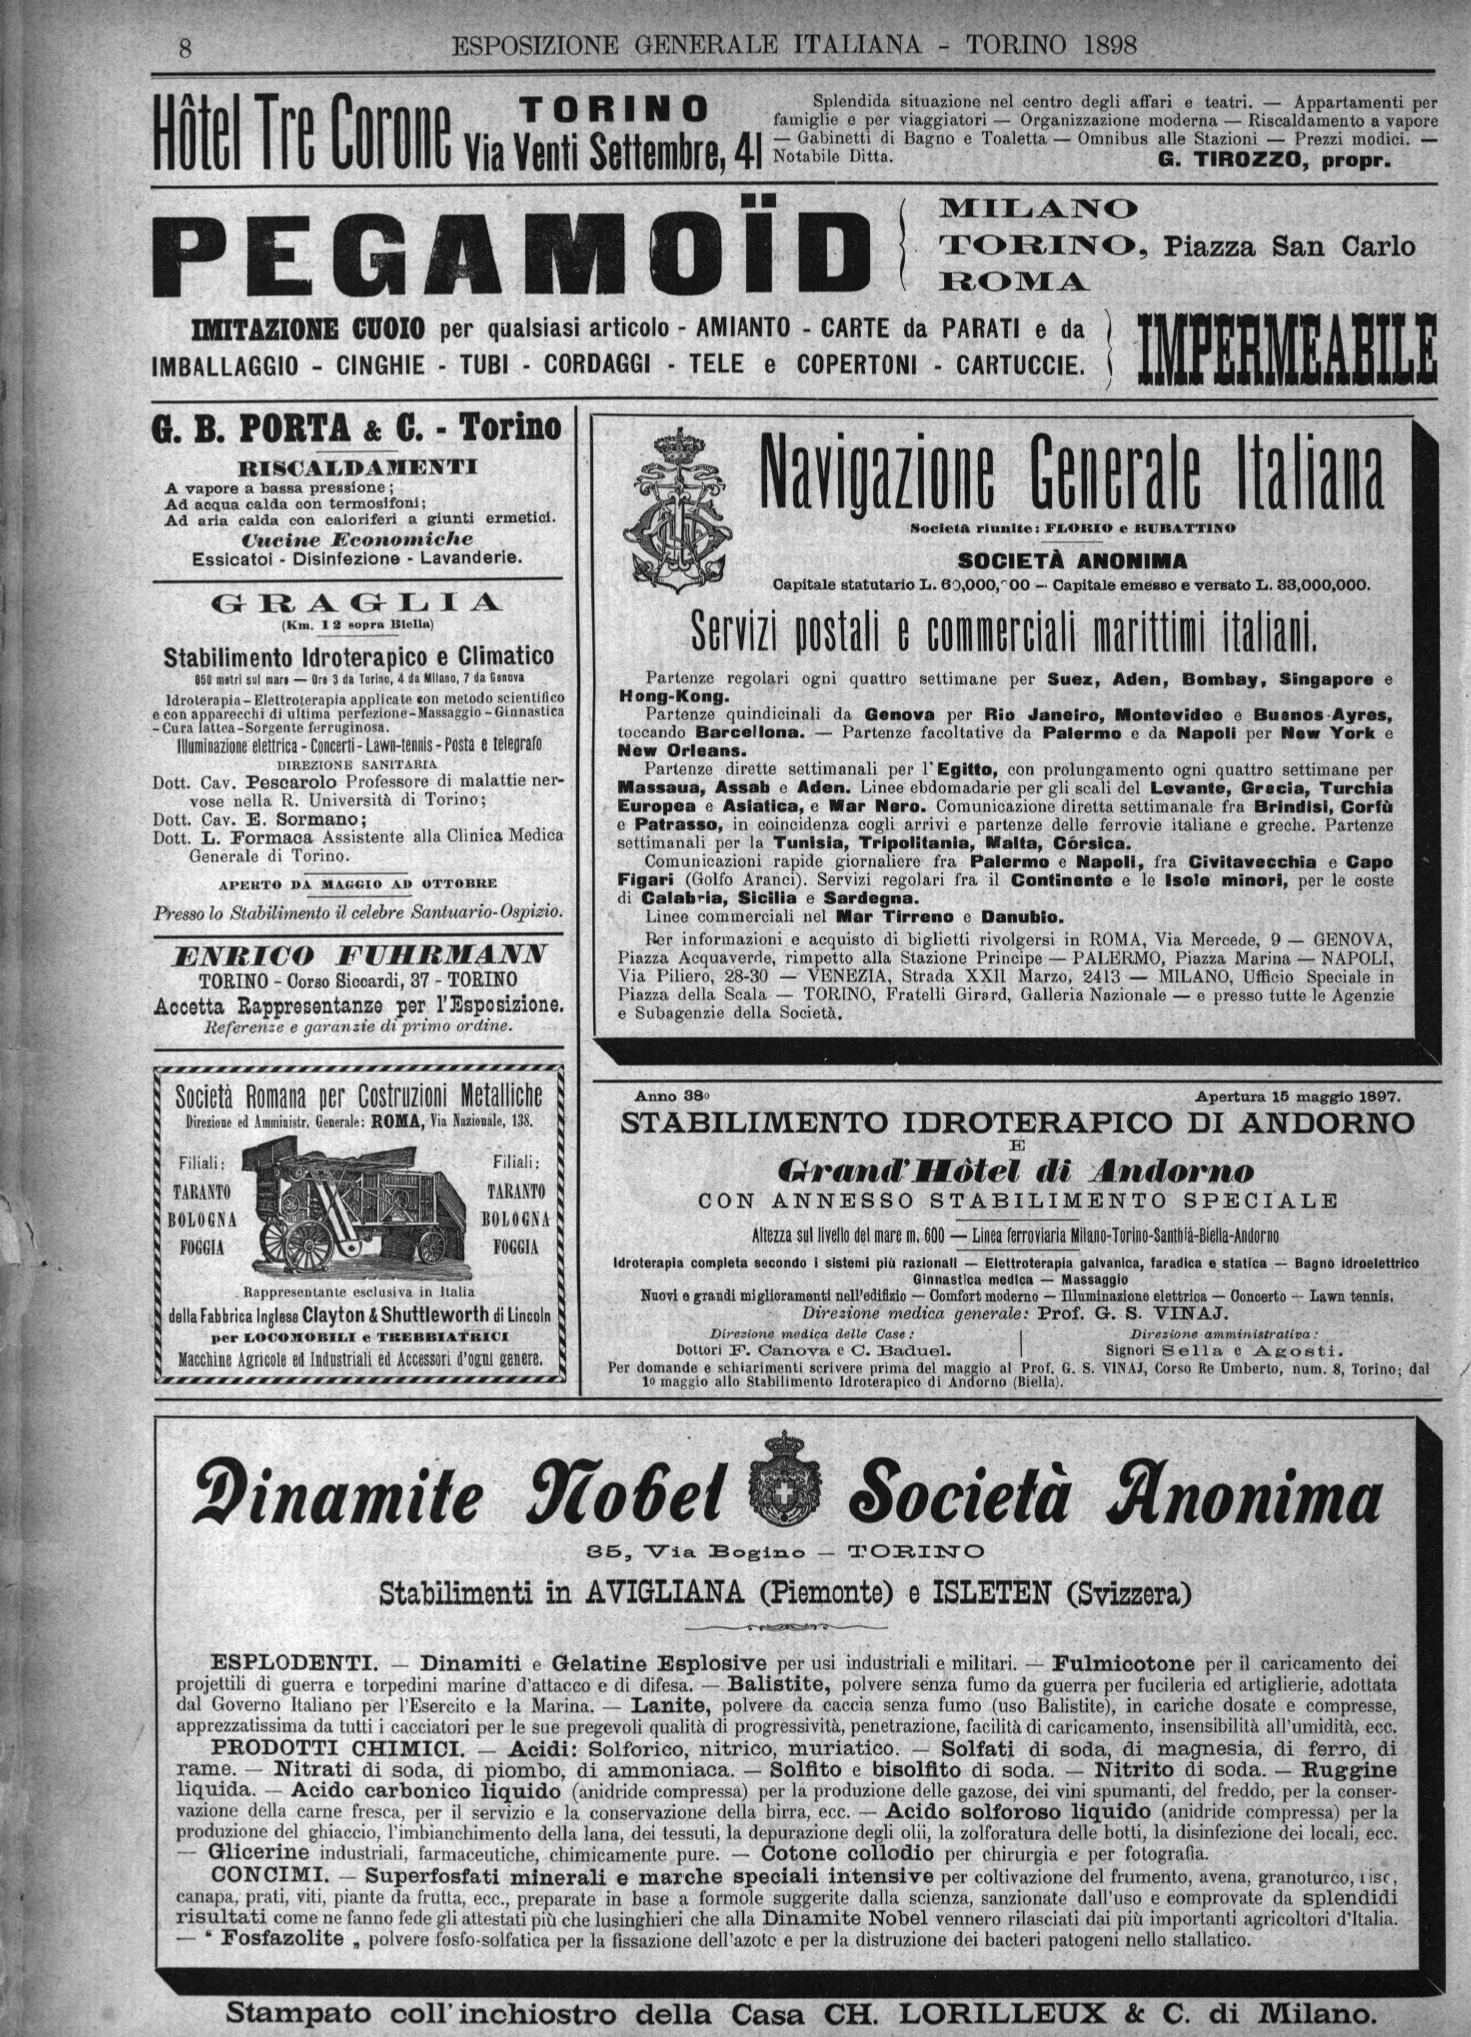 8
ESPOSIZIONE GENERALE ITALIANA - TORINO 1898
Hôtel Tre Corone
TORINO
Via Venti Settembre, 41
Splendida situazione nel centro degli affari e teatri. — Appartamenti per
famiglie e per viaggiatori — Organizzazione moderna — Riscaldamento a vapore
— Gabinetti di Bagno e Toaletta — Omnibus alle Stazioni — Prezzi modici. —
Notabile Ditta. G. TIROZZO, propr.
PEGAMOÏD
MILANO
TORINO, Piazza San Carlo
ROMA
IMITAZIONE CUOIO per qualsiasi articolo - AMIANTO - CARTE da PARATI e da
IMBALLAGGIO - CINGHIE - TUBI - CORDAGGI - TELE e COPERTONI - CARTUCCIE.
IMPERMEABILE
G. B. PORTA & C. - Torino
RISCALDAMENTI
A vapore a bassa pressione;
Ad acqua calda con termosifoni;
Ad aria calda con caloriferi a giunti ermetici.
Cucine Economiche
Essicatoi - Disinfezione - Lavanderie.
GRAGLIA
(Km. 12 sopra Biella)
Stabilimento Idroterapico e Climatico
850 metri sul mare — Ore 3 da Torino, 4 da Milano, 7 da Genova
Idroterapia-Elettroterapia applicate con metodo scientifico
e con apparecchi di ultima perfezione-Massaggio-Ginnastica
-Cura lattea-Sorgente ferruginosa.
Illuminazione elettrica - Concerti - Lawn-tennis - Posta e telegrafo
DIREZIONE SANITARIA
Dott. Cav. Pescarolo Professore di malattie ner-
vose nella R. Università di Torino;
Dott. Cav. E. Sormano;
Dott. L. Formaca Assistente alla Clinica Medica
Generale di Torino.
APERTO DA MAGGIO AD OTTOBRE
Presso lo Stabilimento il celebre Santuario-Ospizio.
ENRICO FUHRMANN
TORINO - Corso Siccardi, 37 - TORINO
Accetta Rappresentanze per l'Esposizione.
Referenze e garanzie di primo ordine.
Società Romana per Costruzioni Metalliche
Direzione ed Amministr. Generale: ROMA, Via Nazionale, 138.
Filiali:
TARANTO
BOLOGNA
FOGGIA
Filiali:
TARANTO
BOLOGNA
FOGGIA
Rappresentante esclusiva in Italia
della Fabbrica Inglese Clayton & Shuttleworth di Lincoln
per LOCOMOBILI e TREBBIATRICI
Macchine Agricole ed Industriali ed Accessori d'ogni genere.
Navigazione Generale Italiana
Società riunite: FLORIO e RUBATTINO
SOCIETÀ ANONIMA
Capitale statutario L. 60,000,000 — Capitale emesso e versato L. 33,000,000.
Servizi postali e commerciali marittimi italiani.
Partenze regolari ogni quattro settimane per Suez, Aden, Bombay, Singapore e
Hong-Kong.
Partenze quindicinali da Genova per Rio Janeiro, Montevideo e Buenos-Ayres,
toccando Barcellona. — Partenze facoltative da Palermo e da Napoli per New York e
New Orleans.
Partenze dirette settimanali per l'Egitto, con prolungamento ogni quattro settimane per
Massaua, Assab e Aden. Linee ebdomadarie per gli scali del Levante, Grecia, Turchia
Europea e Asiatica, e Mar Nero. Comunicazione diretta settimanale fra Brindisi, Corfù
e Patrasso, in coincidenza cogli arrivi e partenze delle ferrovie italiane e greche. Partenze
settimanali per la Tunisia, Tripolitania, Malta, Còrsica.
Comunicazioni rapide giornaliere fra Palermo e Napoli, fra Civitavecchia e Capo
Figari (Golfo Aranci). Servizi regolari fra il Continente e le Isole minori, per le coste
di Calabria, Sicilia e Sardegna.
Linee commerciali nel Mar Tirreno e Danubio.
Per informazioni e acquisto di biglietti rivolgersi in ROMA, Via Mercede, 9 — GENOVA,
Piazza Acquaverde, rimpetto alla Stazione Principe — PALERMO, Piazza Marina — NAPOLI,
Via Piliero, 28-30 — VENEZIA, Strada XXII Marzo, 2413 — MILANO, Ufficio Speciale in
Piazza della Scala — TORINO, Fratelli Girard, Galleria Nazionale — e presso tutte le Agenzie
e Subagenzie della Società.
Anno 38º Apertura 15 maggio 1897.
STABILIMENTO IDROTERAPICO DI ANDORNO
E
Grand'Hôtel di Andorno
CON ANNESSO STABILIMENTO SPECIALE
Altezza sul livello del mare m. 600 — Linea ferroviaria Milano-Torino-Santhià-Biella-Andorno
Idroterapia completa secondo i sistemi più razionali — Elettroterapia galvanica, faradica e statica — Bagno idroelettrico
Ginnastica medica — Massaggio
Nuovi e grandi miglioramenti nell'edifizio — Comfort moderno — Illuminazione elettrica — Concerto — Lawn tennis.
Direzione medica generale: Prof. G. S. VINAJ.
Direzione medica delle Case:
Dottori F. Canova e C. Baduel.
Direzione amministrativa:
Signori Sella e Agosti.
Per domande e schiarimenti scrivere prima del maggio al Prof. G. S. VINAJ, Corso Re Umberto, num. 8, Torino; dal
1º maggio allo Stabilimento Idroterapico di Andorno (Biella).
Dinamite Nobel Società Anonima
35, Via Bogino — TORINO
Stabilimenti in AVIGLIANA (Piemonte) e ISLETEN (Svizzera)
ESPLODENTI. — Dinamiti e Gelatine Esplosive per usi industriali e militari. — Fulmicotone per il caricamento dei
projettili di guerra e torpedini marine d'attacco e di difesa. — Balistite, polvere senza fumo da guerra per fucileria ed artiglierie, adottata
dal Governo Italiano per l'Esercito e la Marina. — Lanite, polvere da caccia senza fumo (uso Balistite), in cariche dosate e compresse,
apprezzatissima da tutti i cacciatori per le sue pregevoli qualità di progressività, penetrazione, facilità di caricamento, insensibilità all'umidità, ecc.
PRODOTTI CHIMICI. — Acidi: Solforico, nitrico, muriatico. — Solfati di soda, di magnesia, di ferro, di
rame. — Nitrati di soda, di piombo, di ammoniaca. — Solfito e bisolfito di soda. — Nitrito di soda. — Ruggine
liquida. — Acido carbonico liquido (anidride compressa) per la produzione delle gazose, dei vini spumanti, del freddo, per la conser-
vazione della carne fresca, per il servizio e la conservazione della birra, ecc. — Acido solforoso liquido (anidride compressa) per la
produzione del ghiaccio, l'imbianchimento della lana, dei tessuti, la depurazione degli olii, la zolforatura delle botti, la disinfezione dei locali, ecc.
— Glicerine industriali, farmaceutiche, chimicamente pure. — Cotone collodio per chirurgia e per fotografia.
CONCIMI. — Superfosfati minerali e marche speciali intensive per coltivazione del frumento, avena, granoturco,
canapa, prati, viti, piante da frutta, ecc., preparate in base a formole suggerite dalla scienza, sanzionate dall'uso e comprovate da splendidi
risultati come ne fanno fede gli attestati più che lusinghieri che alla Dinamite Nobel vennero rilasciati dai più importanti agricoltori d'Italia.
— “ Fosfazolite „ polvere fosfo-solfatica per la fissazione dell'azoto e per la distruzione dei bacteri patogeni nello stallatico.
Stampato coll'inchiostro della Casa CH. LORILLEUX & C. di Milano.